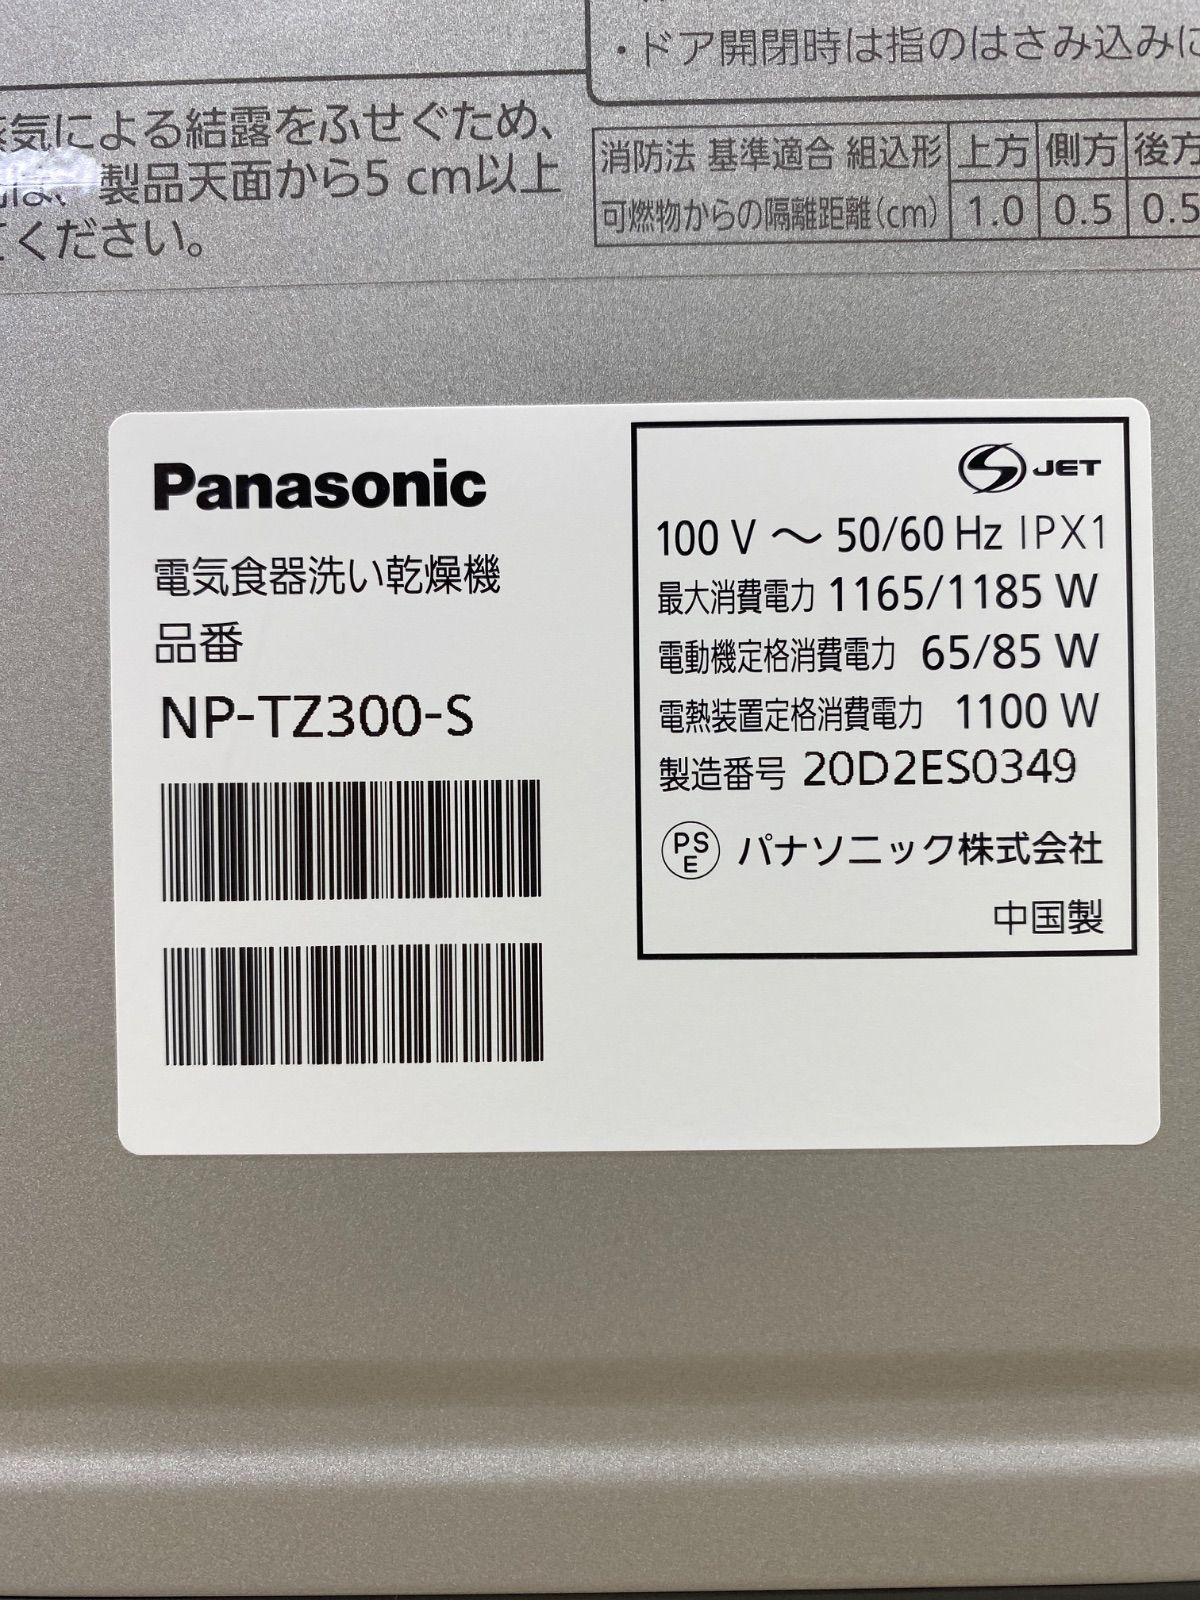 ・ドア開閉時は指のはさみ込みに
蒸気による結露をふせぐため、
は、製品天面から5 cm以上
てください。
消防法 基準適合 組込形 上方 側方 後方
可燃物からの隔離距離(cm) 1.0 0.5 0.5
Panasonic
電気食器洗い乾燥機
品番
NP-TZ300-S
S JET
100 V ～ 50/60 Hz IPX1
最大消費電力 1165/1185 W
電動機定格消費電力 65/85 W
電熱装置定格消費電力 1100 W
製造番号 20D2ES0349
PSE パナソニック株式会社
中国製